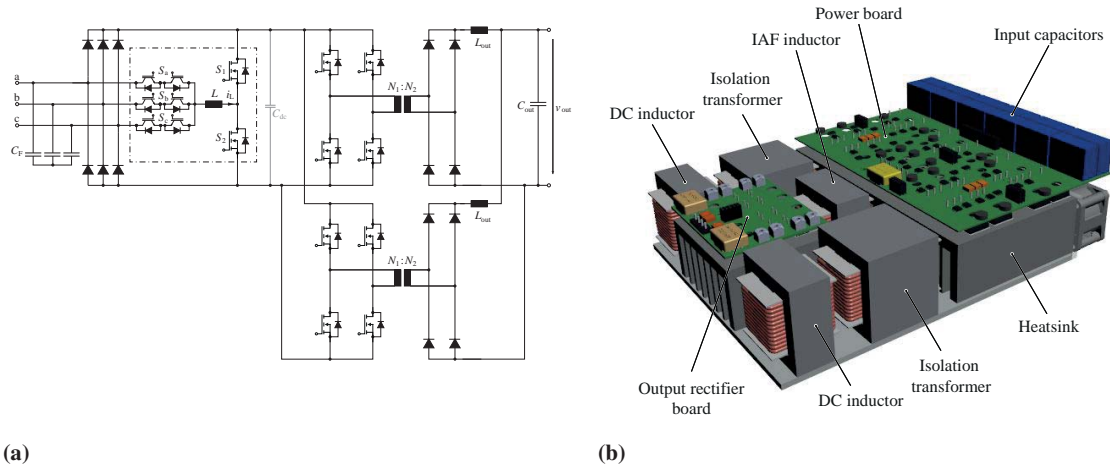 a
b
c
C_F
S_a
S_b
S_c
L
i_L
S_1
S_2
C_dc
N_1:N_2
L_out
C_out
v_out
L_out
N_1:N_2
(a)
Power board
IAF inductor
Isolation
transformer
DC inductor
Input capacitors
Heatsink
Isolation
transformer
DC inductor
Output rectifier
board
(b)